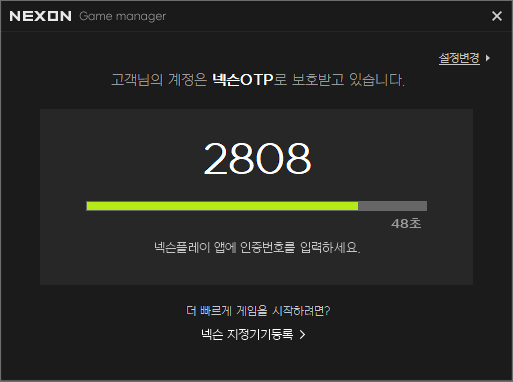 NEXON Game manager
설정변경
고객님의 계정은 넥슨OTP로 보호받고 있습니다.
2808
48초
넥슨플레이 앱에 인증번호를 입력하세요.
더 빠르게 게임을 시작하려면?
넥슨 지정기기등록 >